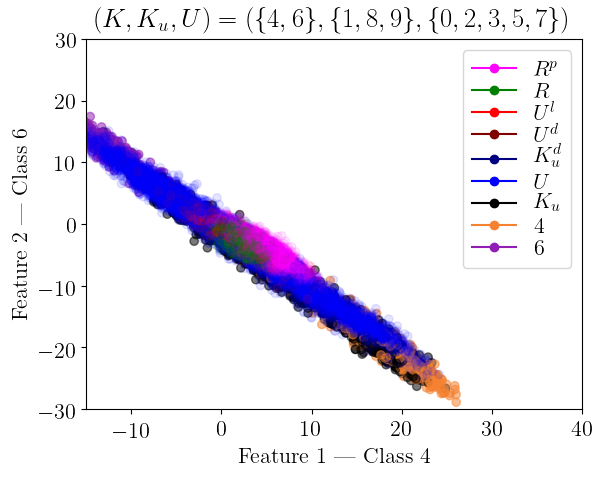 (K, K_u, U) = ({4, 6}, {1, 8, 9}, {0, 2, 3, 5, 7})
30
20
10
0
−10
−20
−30
Feature 2 — Class 6
R^p
R
U^l
U^d
K_u^d
U
K_u
4
6
−10
0
10
20
30
40
Feature 1 — Class 4